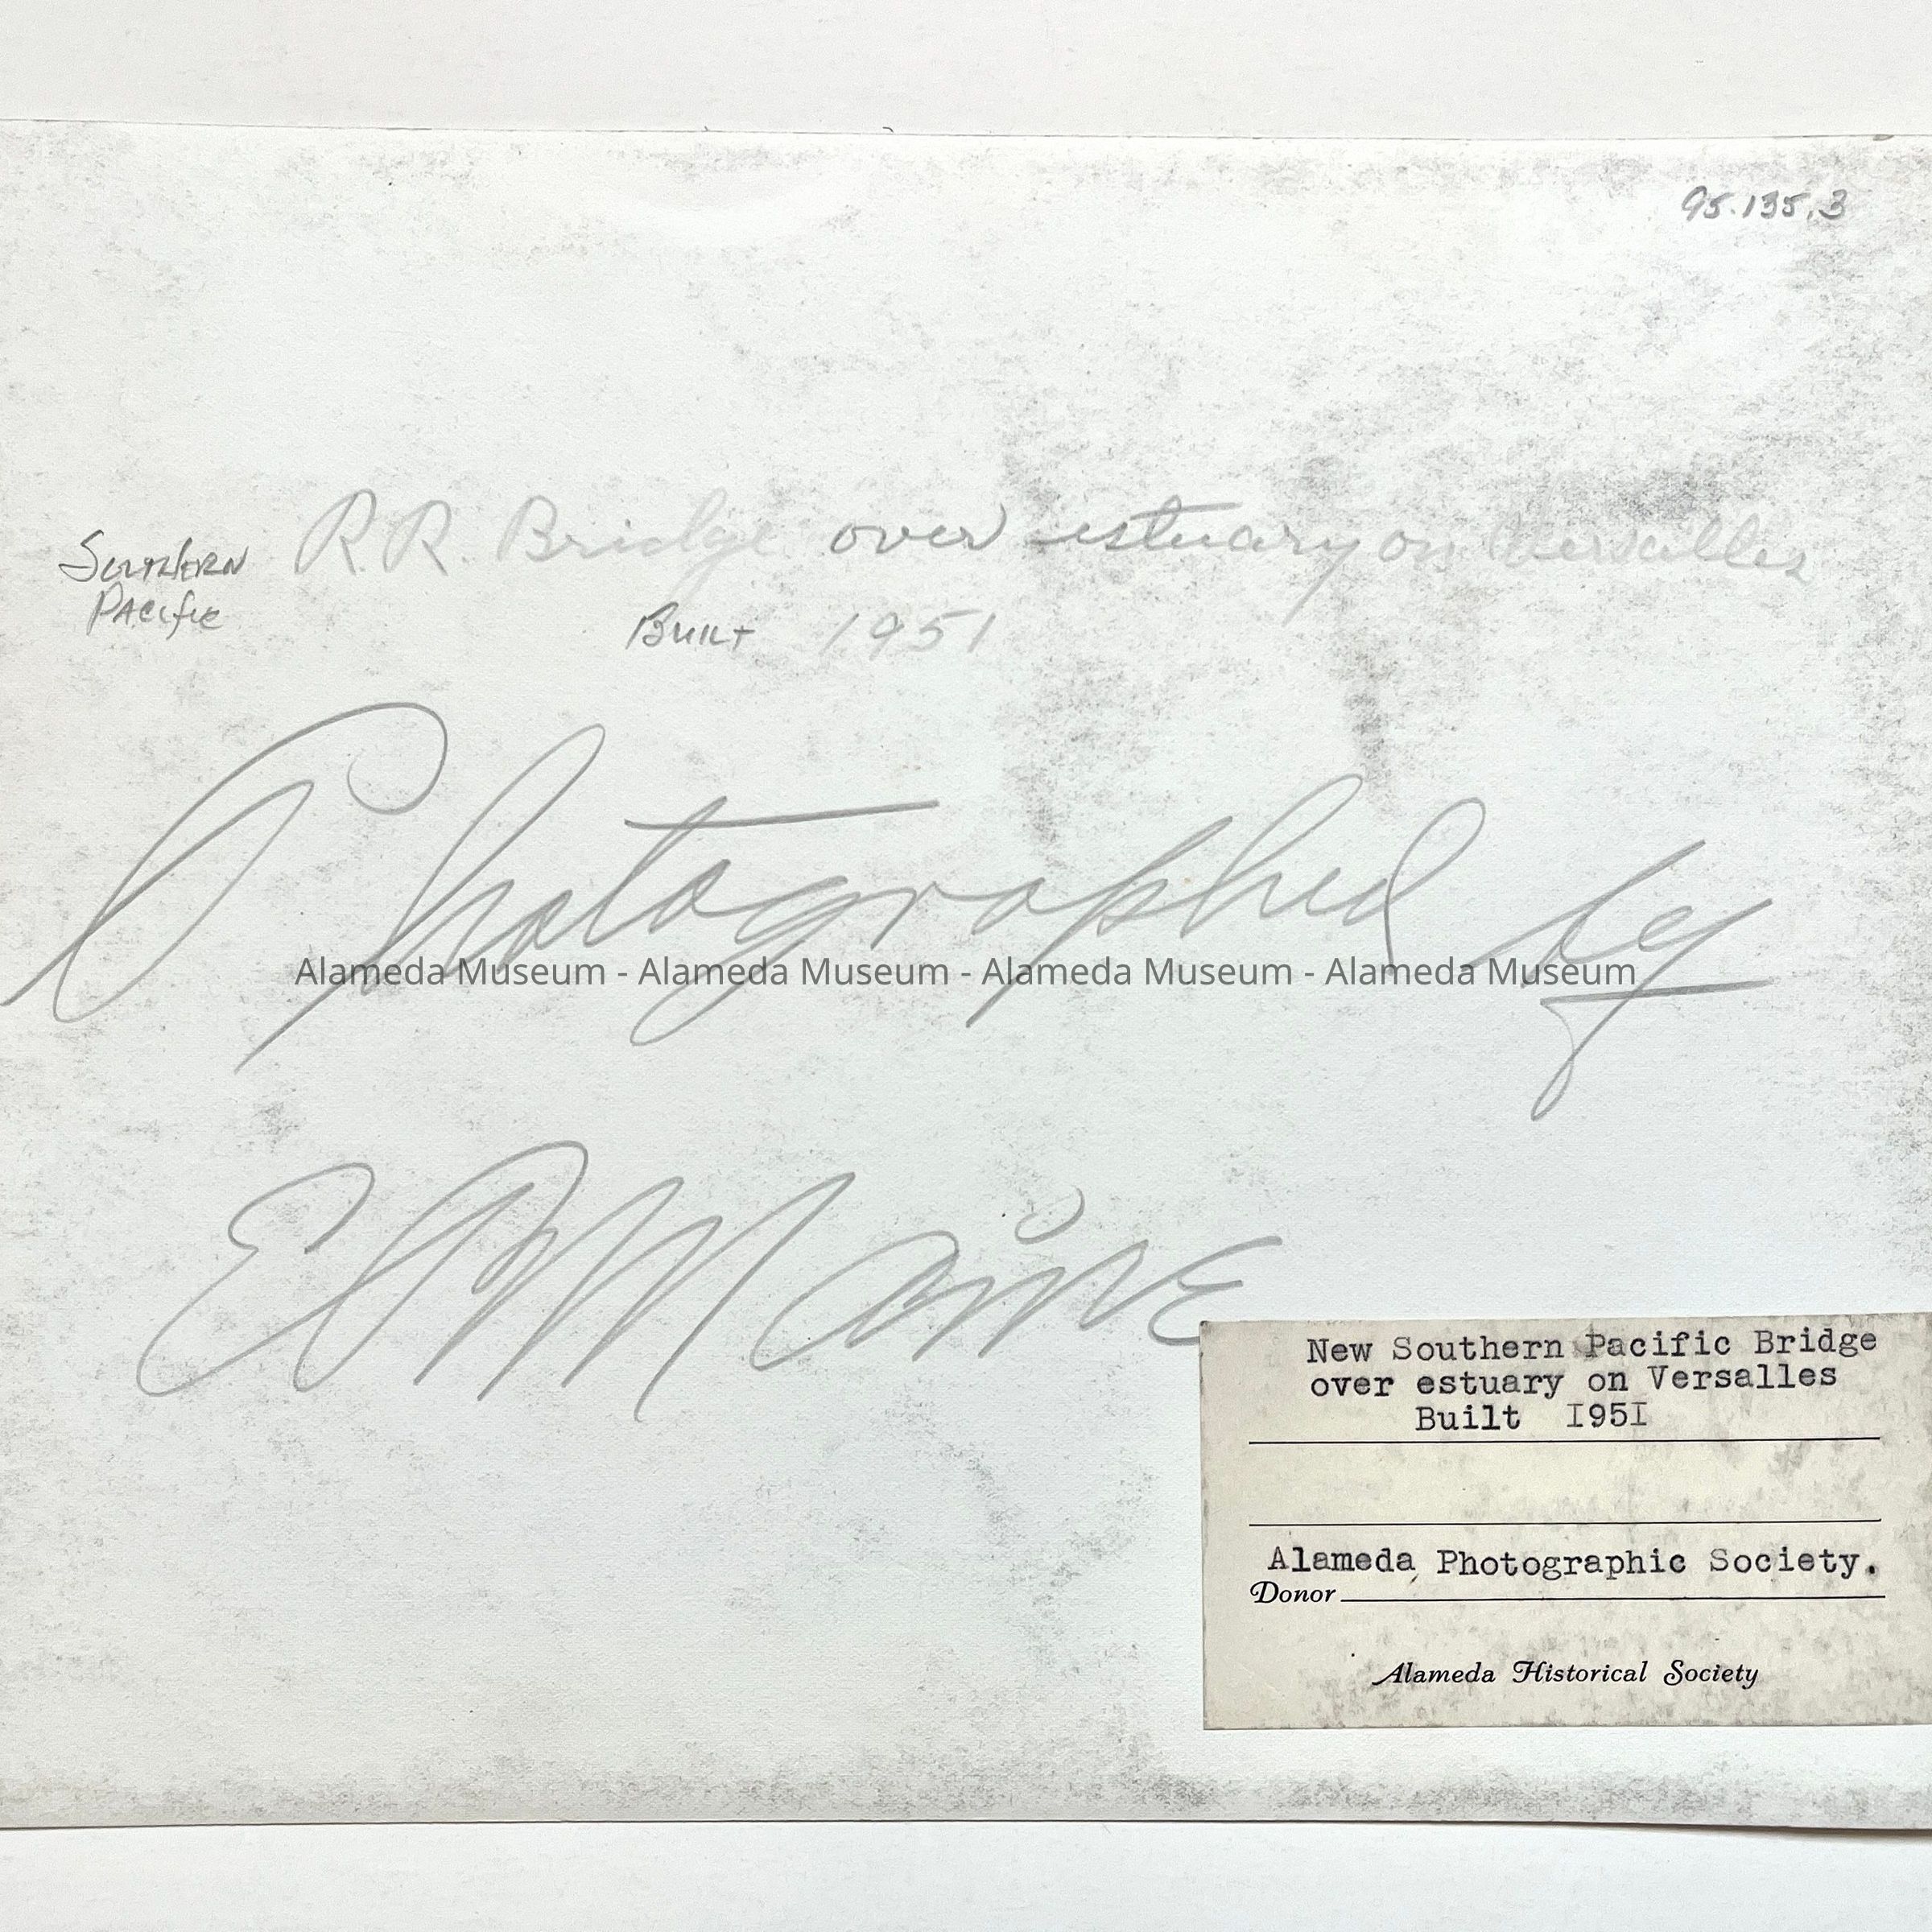 95.135.3
Southern Pacific R.R. Bridge over estuary on Versalles
Built 1951
Photographed by
Alameda Museum - Alameda Museum - Alameda Museum - Alameda Museum
New Southern Pacific Bridge
over estuary on Versalles
Built I95I
Alameda Photographic Society.
Donor
Alameda Historical Society